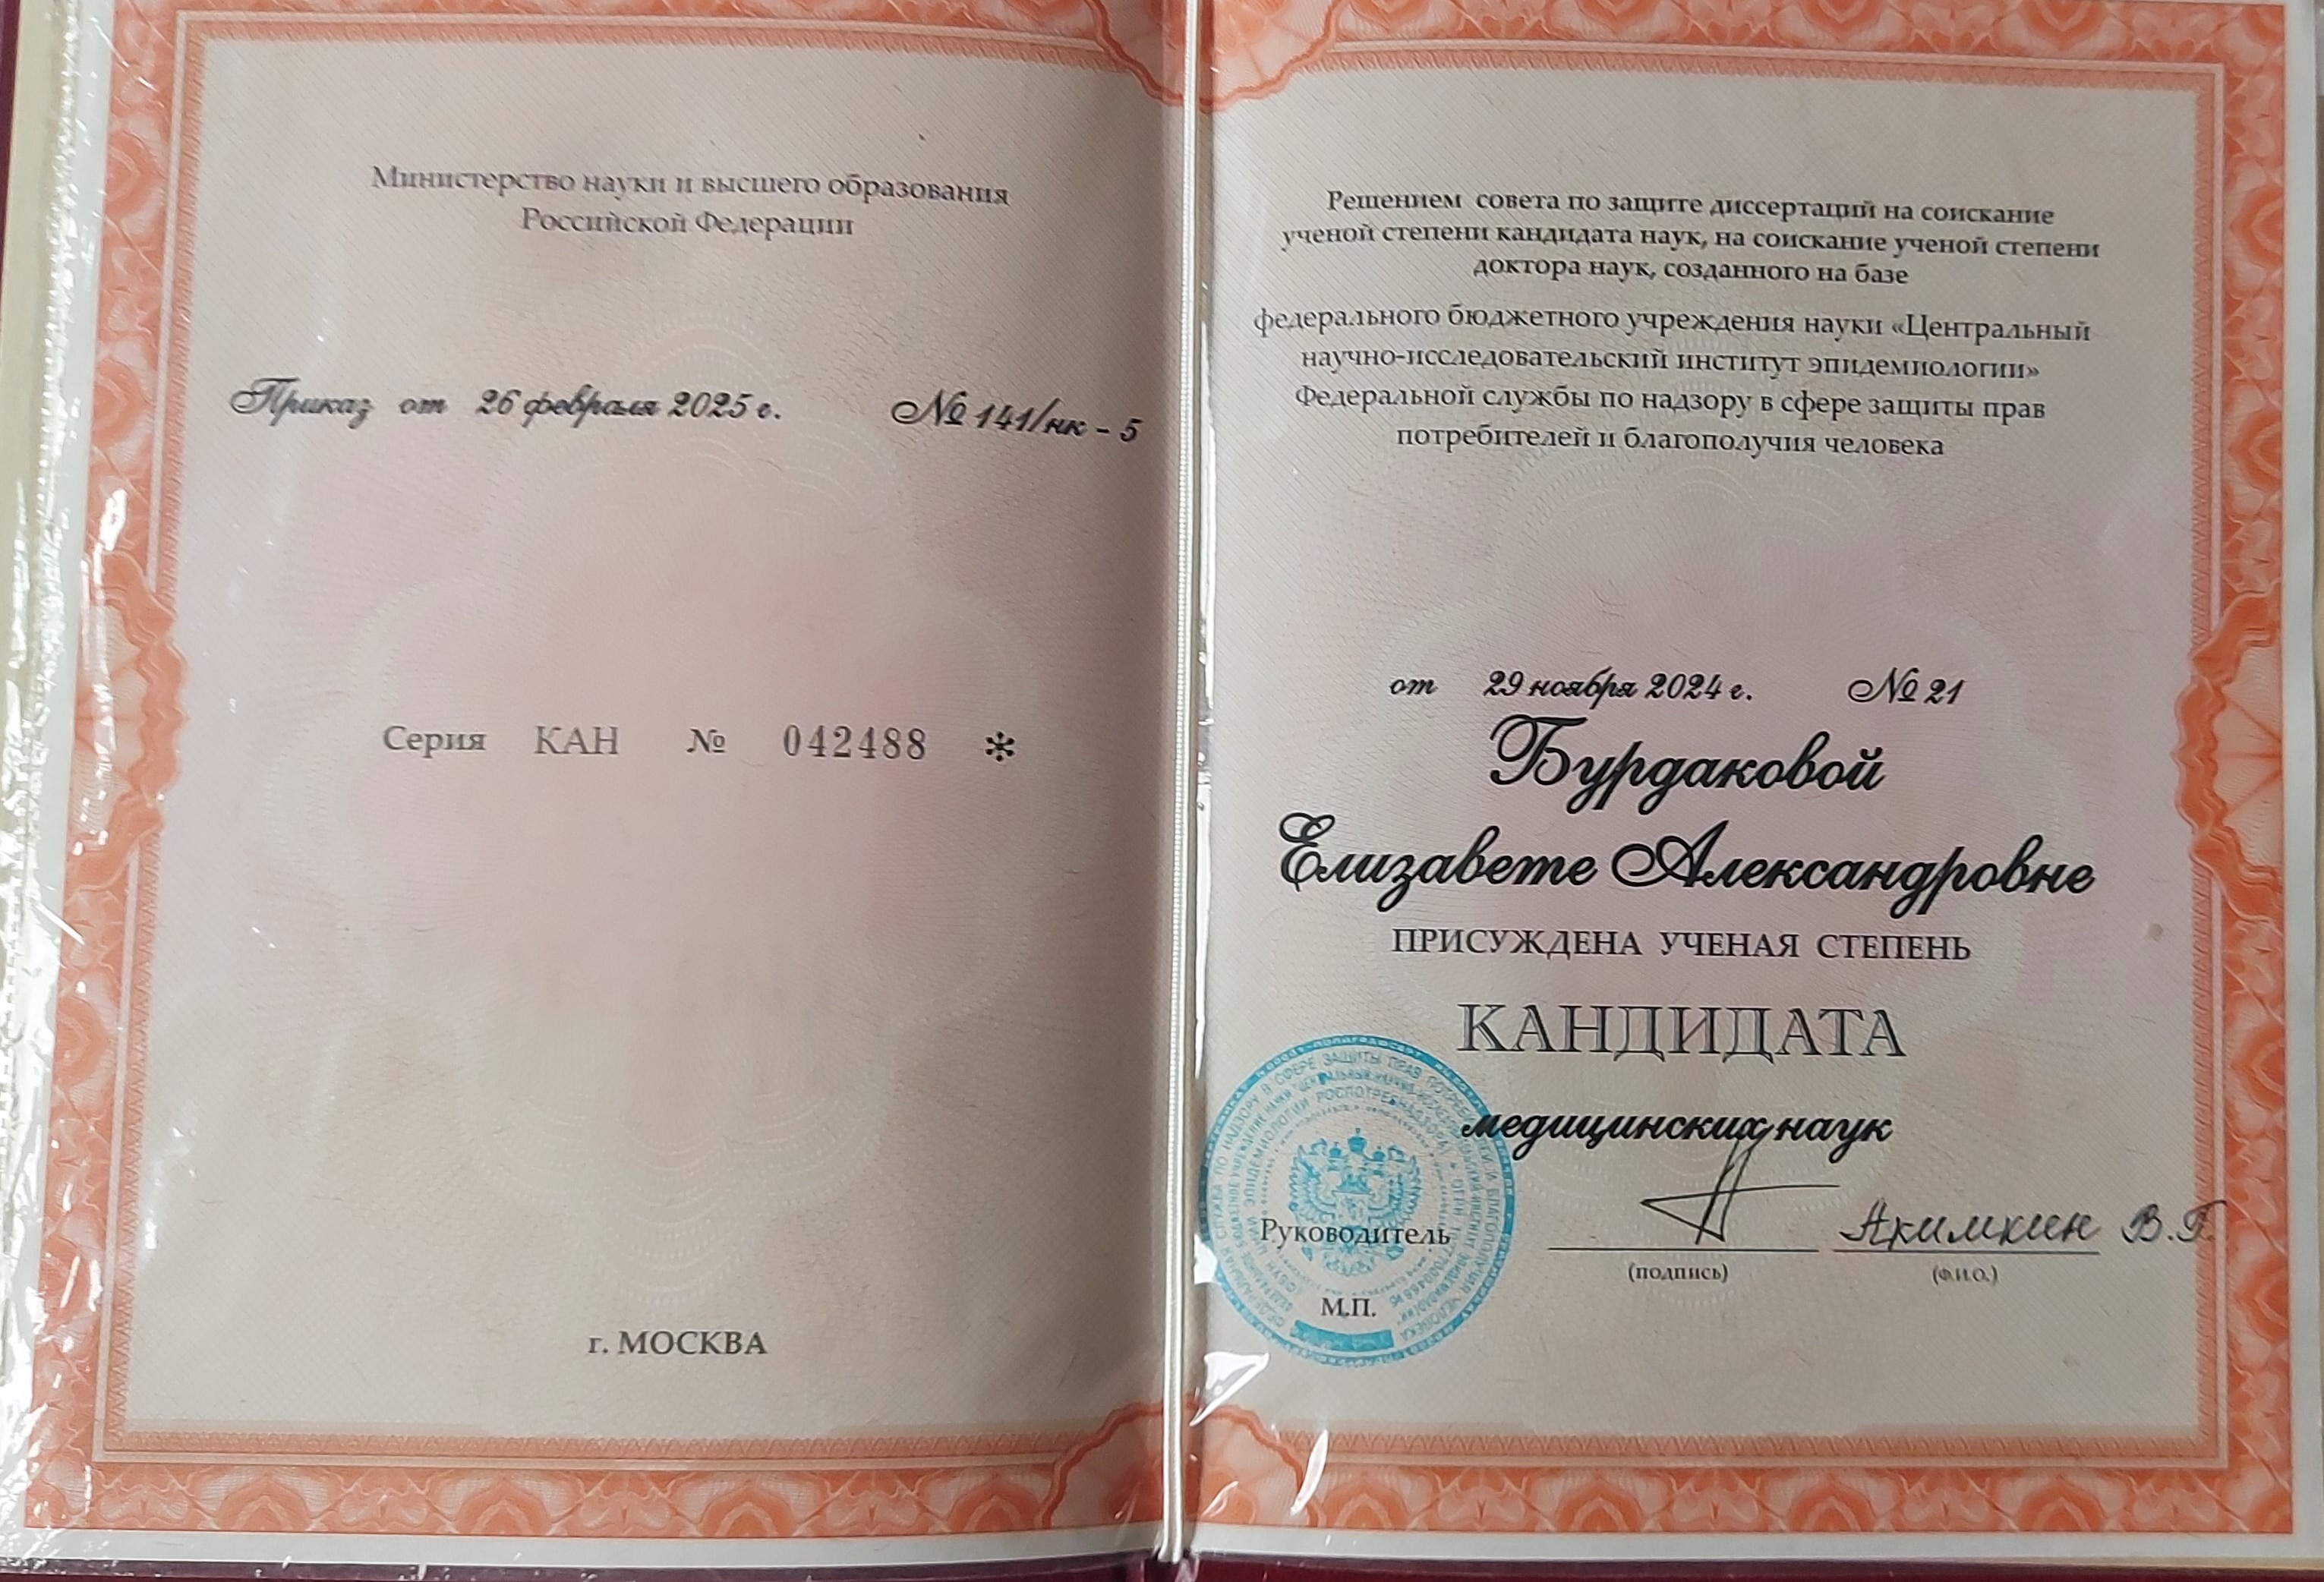 Министерство науки и высшего образования
Российской Федерации
Приказ от 26 февраля 2025 г. № 141/нк - 5
Серия КАН № 042488 *
г. МОСКВА
Решением совета по защите диссертаций на соискание
ученой степени кандидата наук, на соискание ученой степени
доктора наук, созданного на базе
федерального бюджетного учреждения науки «Центральный
научно-исследовательский институт эпидемиологии»
Федеральной службы по надзору в сфере защиты прав
потребителей и благополучия человека
от 29 ноября 2024 г. № 21
Бурдаковой
Елизавете Александровне
ПРИСУЖДЕНА УЧЕНАЯ СТЕПЕНЬ
КАНДИДАТА
медицинских наук
Руководитель
Акимкин В.Г.
(подпись) (Ф.И.О.)
М.П.